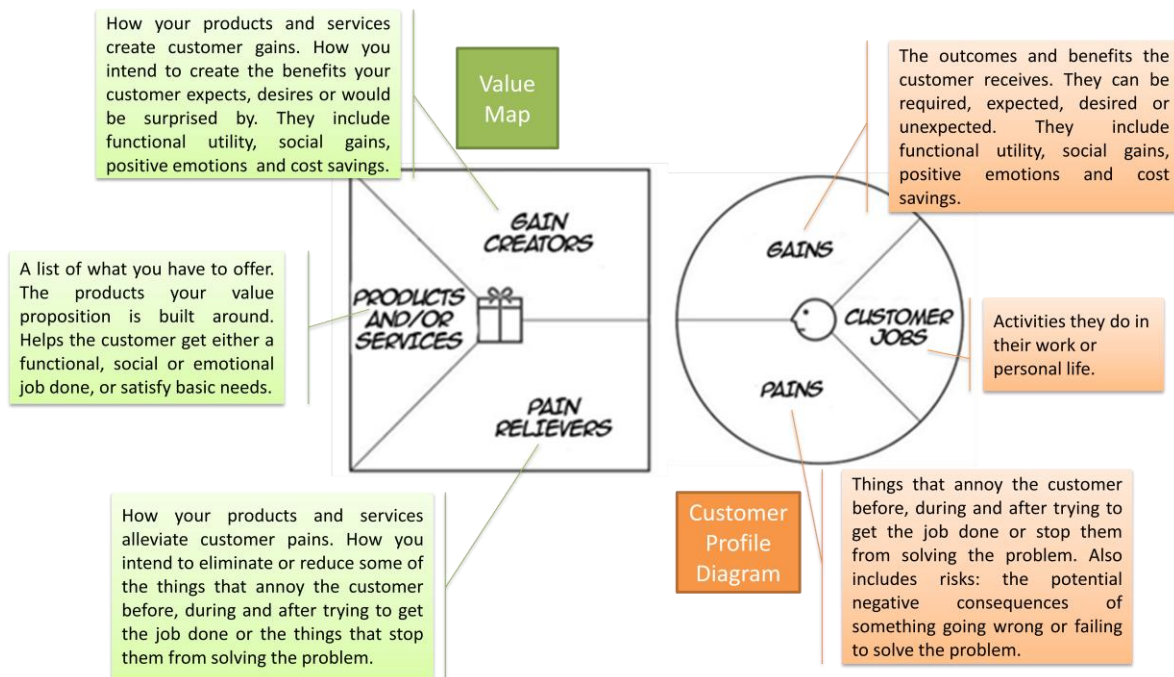 How your products and services
create customer gains. How you
intend to create the benefits your
customer expects, desires or would
be surprised by. They include
functional utility, social gains,
positive emotions and cost savings.
Value
Map
The outcomes and benefits the
customer receives. They can be
required, expected, desired or
unexpected. They include
functional utility, social gains,
positive emotions and cost
savings.
GAIN
CREATORS
GAINS
A list of what you have to offer.
The products your value
proposition is built around.
Helps the customer get either a
functional, social or emotional
job done, or satisfy basic needs.
PRODUCTS
AND/OR
SERVICES
CUSTOMER
JOBS
Activities they do in
their work or
personal life.
PAIN
RELIEVERS
PAINS
How your products and services
alleviate customer pains. How you
intend to eliminate or reduce some of
the things that annoy the customer
before, during and after trying to get
the job done or the things that stop
them from solving the problem.
Customer
Profile
Diagram
Things that annoy the customer
before, during and after trying to
get the job done or stop them
from solving the problem. Also
includes risks: the potential
negative consequences of
something going wrong or failing
to solve the problem.